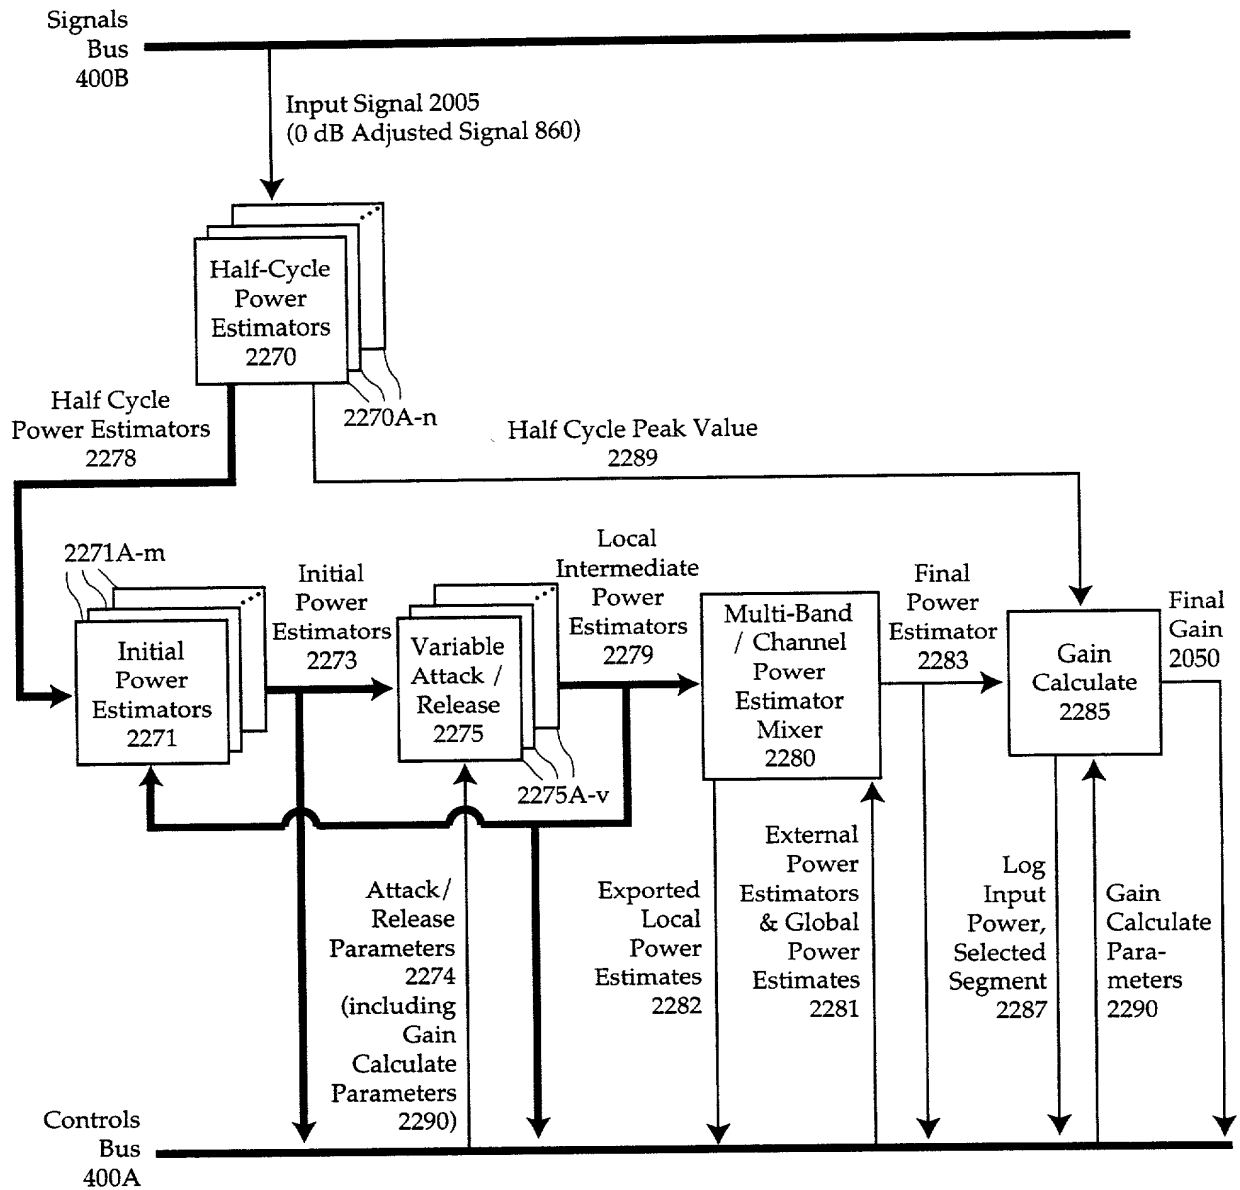 Signals
Bus
400B
Input Signal 2005
(0 dB Adjusted Signal 860)
Half-Cycle
Power
Estimators
2270
2270A-n
Half Cycle
Power Estimators
2278
Half Cycle Peak Value
2289
2271A-m
Initial
Power
Estimators
2271
Initial
Power
Estimators
2273
Variable
Attack /
Release
2275
2275A-v
Local
Intermediate
Power
Estimators
2279
Multi-Band
/ Channel
Power
Estimator
Mixer
2280
Final
Power
Estimator
2283
Gain
Calculate
2285
Final
Gain
2050
Attack/
Release
Parameters
2274
(including
Gain
Calculate
Parameters
2290)
Exported
Local
Power
Estimates
2282
External
Power
Estimators
& Global
Power
Estimates
2281
Log
Input
Power,
Selected
Segment
2287
Gain
Calculate
Para-
meters
2290
Controls
Bus
400A